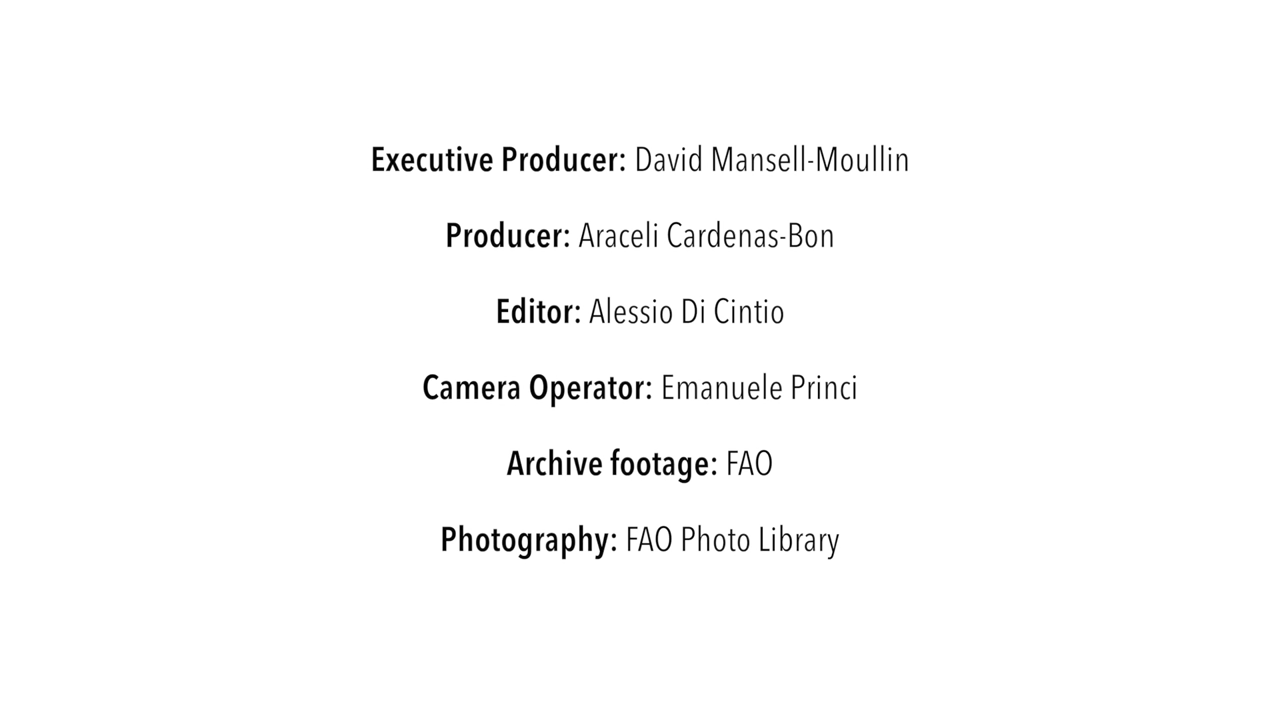 Executive Producer: David Mansell-Moullin
Producer: Araceli Cardenas-Bon
Editor: Alessio Di Cintio
Camera Operator: Emanuele Princi
Archive footage: FAO
Photography: FAO Photo Library